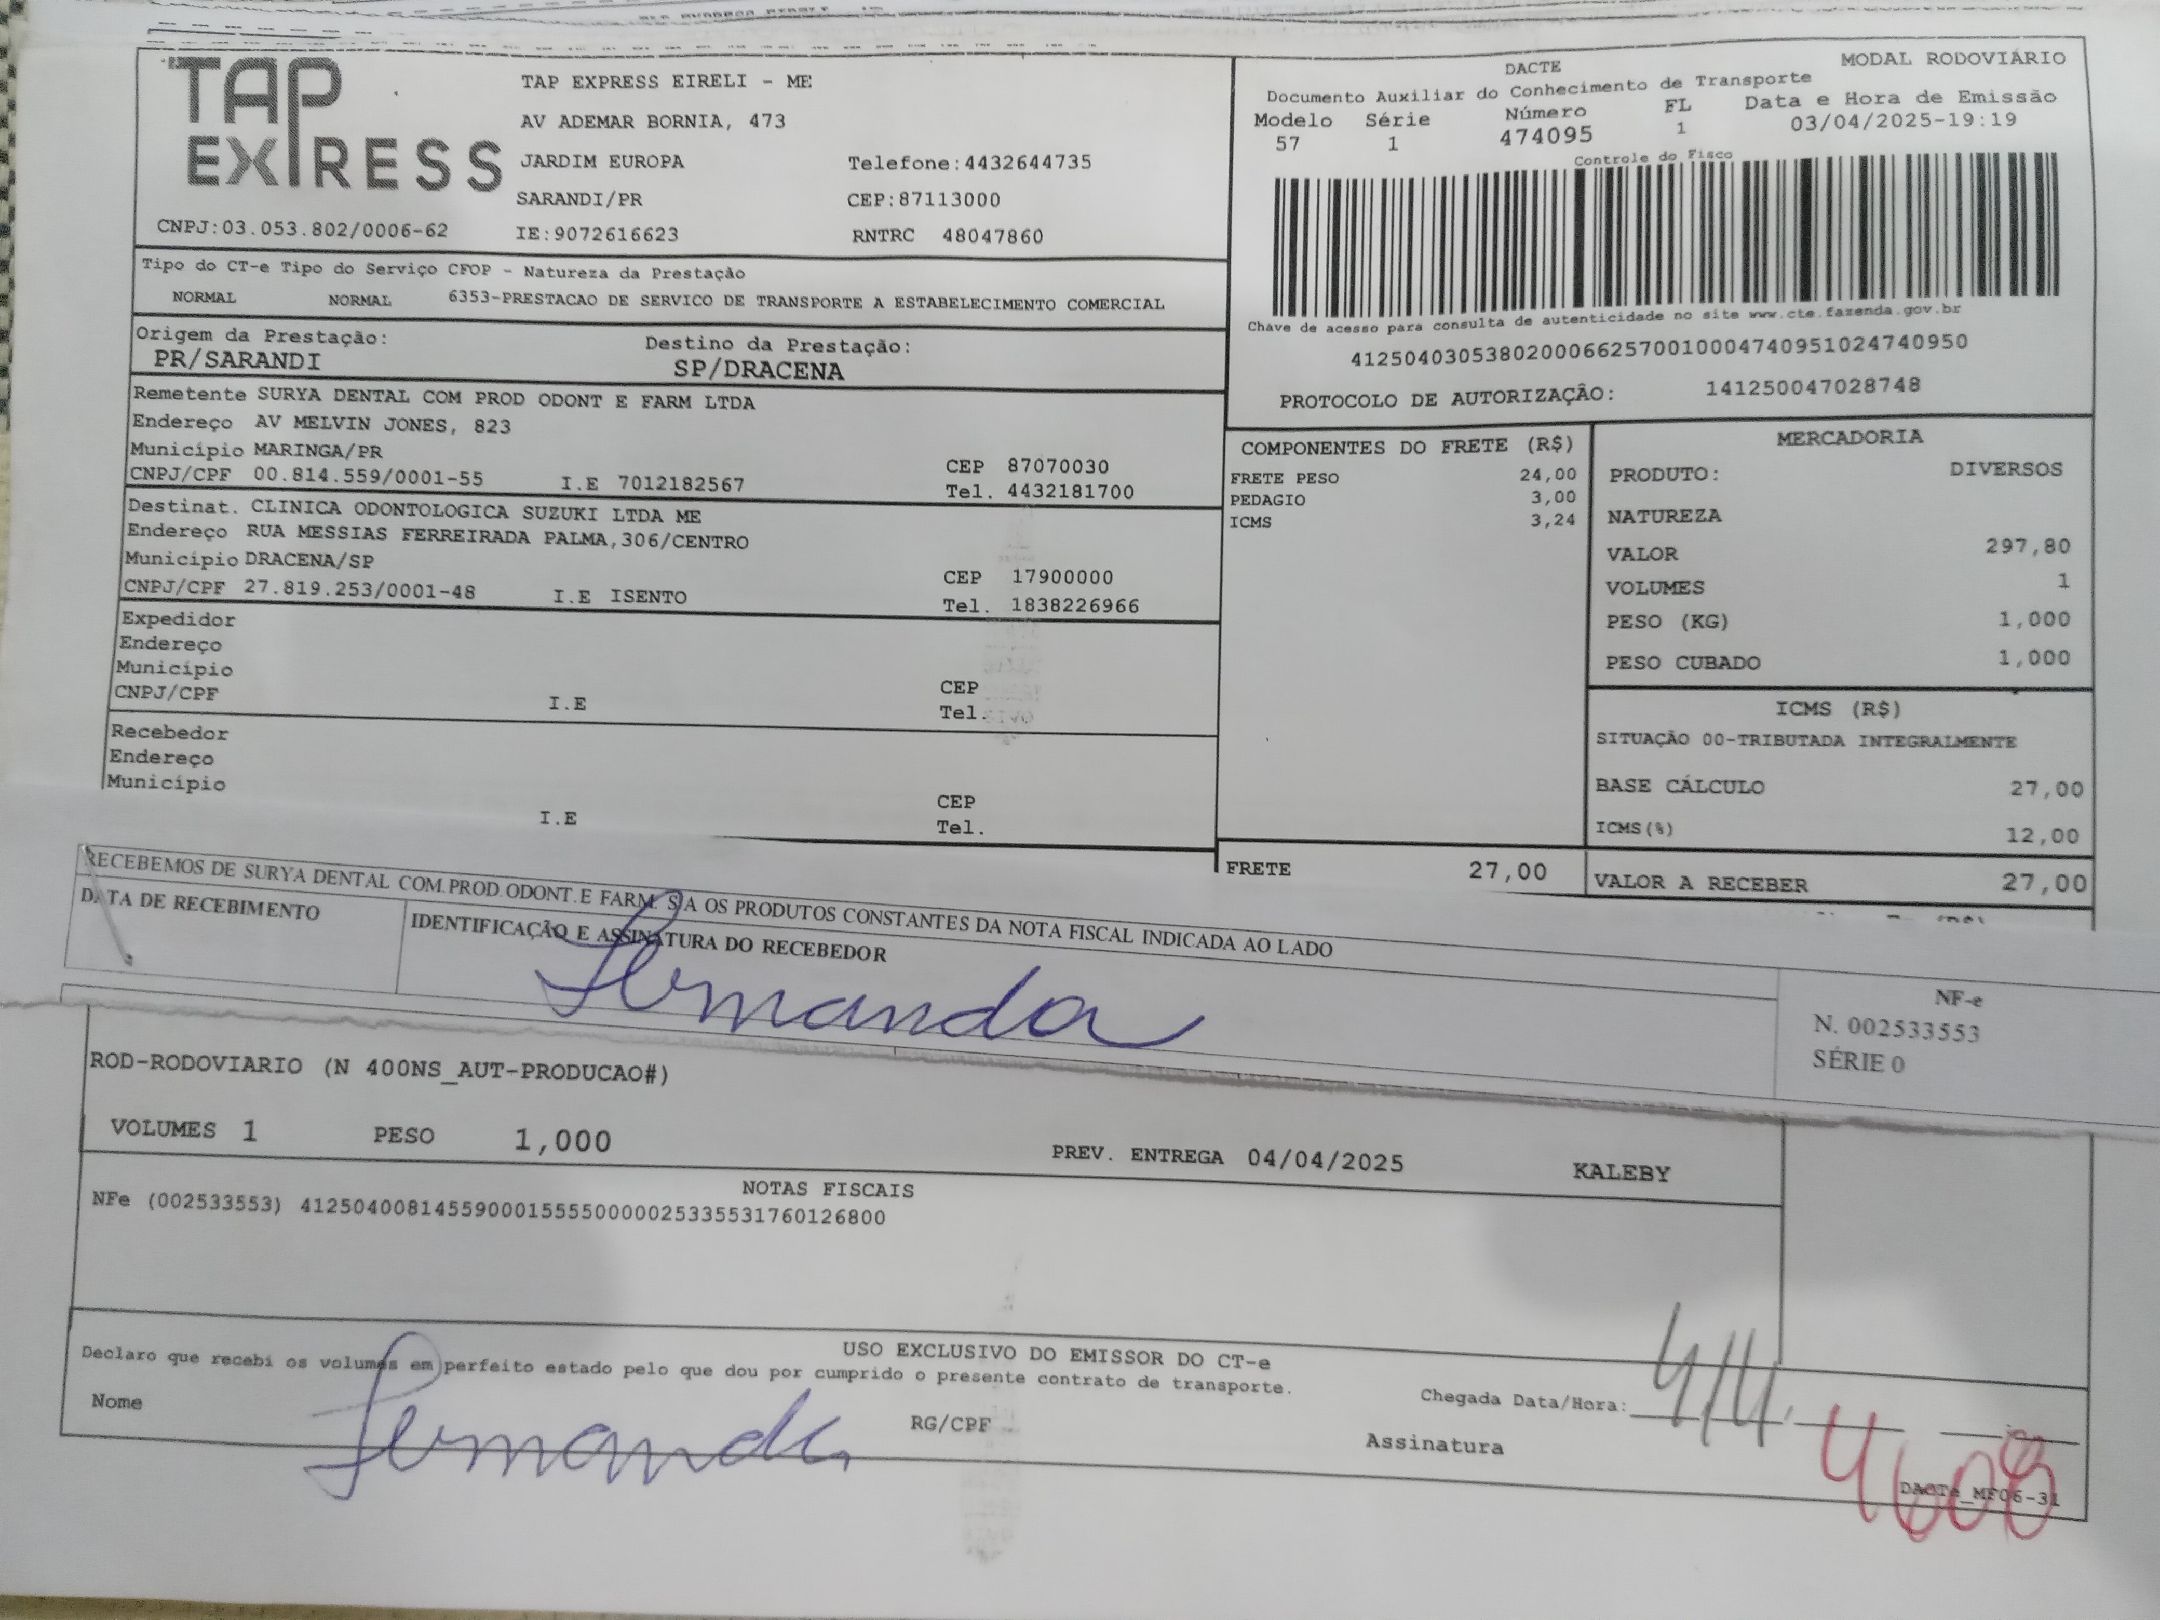 TAP EXPRESS
TAP EXPRESS EIRELI - ME
AV ADEMAR BORNIA, 473
JARDIM EUROPA Telefone:4432644735
SARANDI/PR CEP:87113000
CNPJ:03.053.802/0006-62 IE:9072616623 RNTRC 48047860
DACTE MODAL RODOVIÁRIO
Documento Auxiliar do Conhecimento de Transporte
Modelo Série Número FL Data e Hora de Emissão
57 1 474095 1 03/04/2025-19:19
Controle do Fisco
Chave de acesso para consulta de autenticidade no site www.cte.fazenda.gov.br
41250403053802000662570010004740951024740950
PROTOCOLO DE AUTORIZAÇÂO: 141250047028748
Tipo do CT-e Tipo do Serviço CFOP - Natureza da Prestação
NORMAL NORMAL 6353-PRESTACAO DE SERVICO DE TRANSPORTE A ESTABELECIMENTO COMERCIAL
Origem da Prestação: Destino da Prestação:
PR/SARANDI SP/DRACENA
Remetente SURYA DENTAL COM PROD ODONT E FARM LTDA
Endereço AV MELVIN JONES, 823
Município MARINGA/PR CEP 87070030
CNPJ/CPF 00.814.559/0001-55 I.E 7012182567 Tel. 4432181700
Destinat. CLINICA ODONTOLOGICA SUZUKI LTDA ME
Endereço RUA MESSIAS FERREIRADA PALMA,306/CENTRO
Município DRACENA/SP CEP 17900000
CNPJ/CPF 27.819.253/0001-48 I.E ISENTO Tel. 1838226966
Expedidor
Endereço
Município CEP
CNPJ/CPF I.E Tel.
Recebedor
Endereço
Município CEP
I.E Tel.
COMPONENTES DO FRETE (R$)
FRETE PESO 24,00
PEDAGIO 3,00
ICMS 3,24
FRETE 27,00
MERCADORIA
PRODUTO: DIVERSOS
NATUREZA
VALOR 297,80
VOLUMES 1
PESO (KG) 1,000
PESO CUBADO 1,000
ICMS (R$)
SITUAÇÃO 00-TRIBUTADA INTEGRALMENTE
BASE CÁLCULO 27,00
ICMS(%) 12,00
VALOR A RECEBER 27,00
RECEBEMOS DE SURYA DENTAL COM.PROD.ODONT.E FARM. S/A OS PRODUTOS CONSTANTES DA NOTA FISCAL INDICADA AO LADO
DATA DE RECEBIMENTO IDENTIFICAÇÃO E ASSINATURA DO RECEBEDOR
Fernanda
NF-e
N. 002533553
SÉRIE 0
ROD-RODOVIARIO (N 400NS_AUT-PRODUCAO#)
VOLUMES 1 PESO 1,000 PREV. ENTREGA 04/04/2025 KALEBY
NOTAS FISCAIS
NFe (002533553) 41250400814559000155550000025335531760126800
USO EXCLUSIVO DO EMISSOR DO CT-e
Declaro que recebi os volumes em perfeito estado pelo que dou por cumprido o presente contrato de transporte.
Nome Fernanda RG/CPF Chegada Data/Hora: 4/4
Assinatura
4608
DACTe_MF06-31